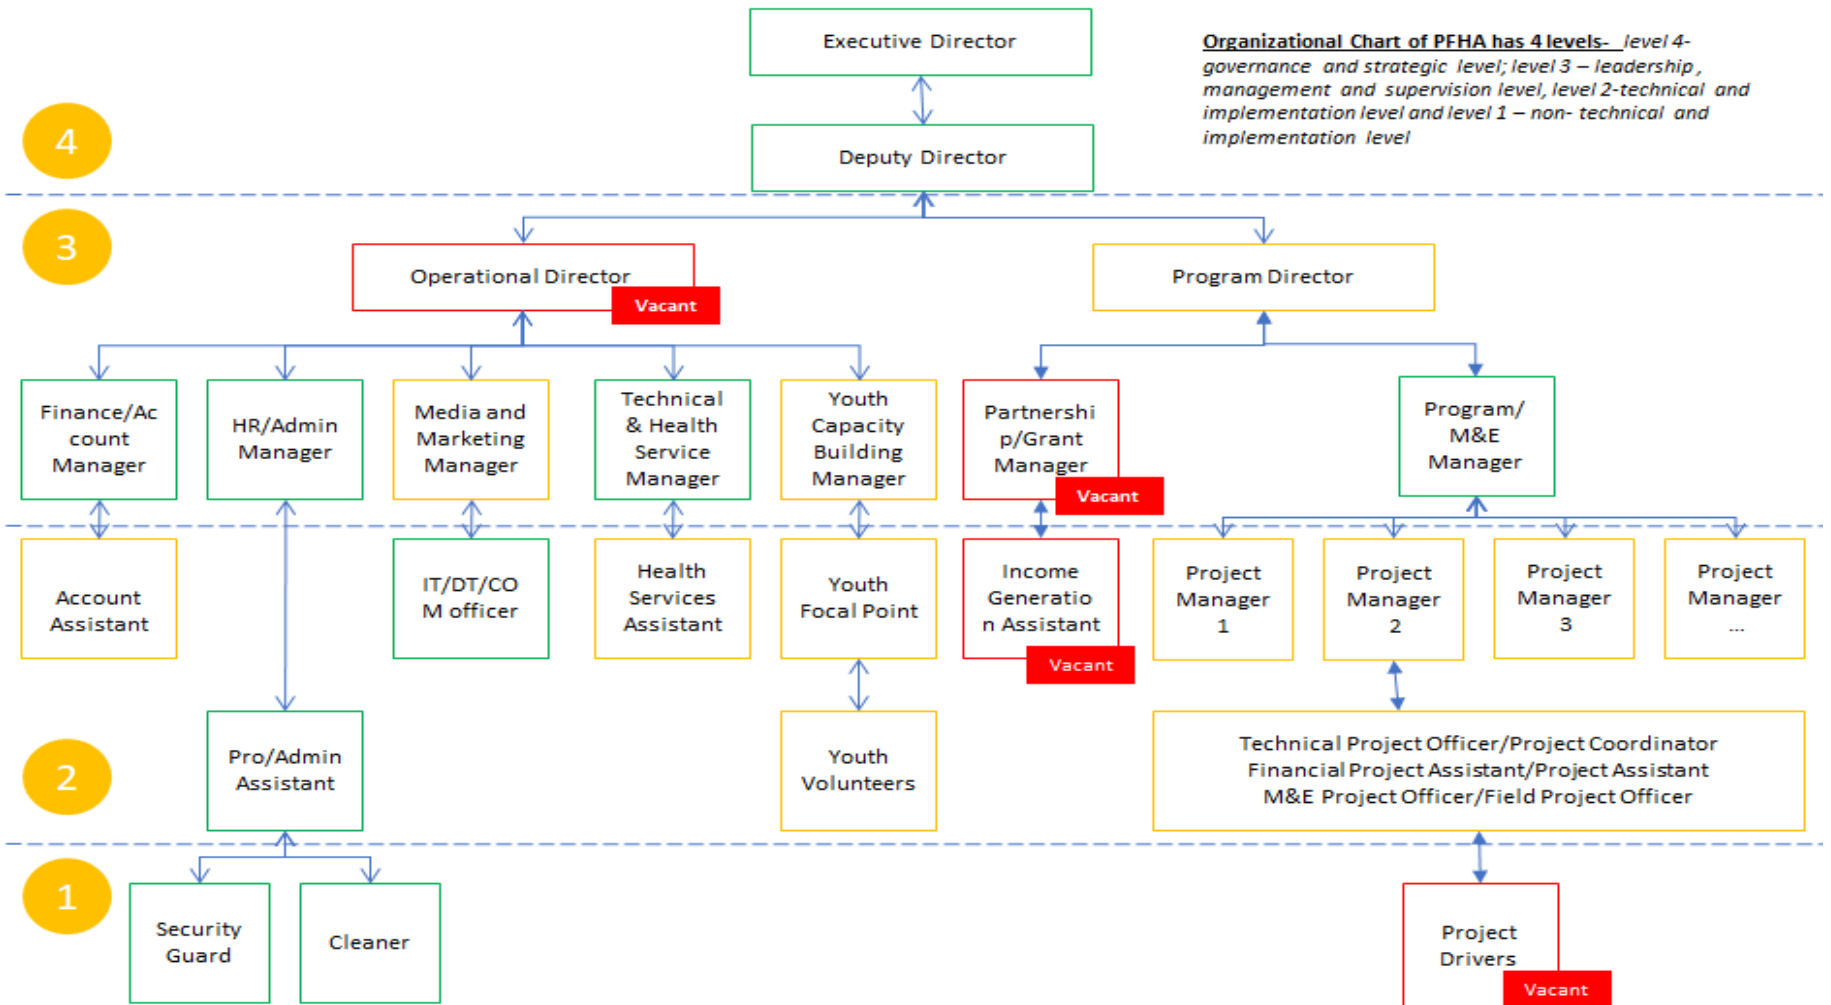 Executive Director
Organizational Chart of PFHA has 4 levels- level 4-
governance and strategic level; level 3 – leadership,
management and supervision level, level 2-technical and
implementation level and level 1 – non- technical and
implementation level
4
Deputy Director
3
Operational Director
Vacant
Program Director
Finance/Ac
count
Manager
HR/Admin
Manager
Media and
Marketing
Manager
Technical
& Health
Service
Manager
Youth
Capacity
Building
Manager
Partnershi
p/Grant
Manager
Vacant
Program/
M&E
Manager
Account
Assistant
IT/DT/CO
M officer
Health
Services
Assistant
Youth
Focal Point
Income
Generatio
n Assistant
Vacant
Project
Manager
1
Project
Manager
2
Project
Manager
3
Project
Manager
...
2
Pro/Admin
Assistant
Youth
Volunteers
Technical Project Officer/Project Coordinator
Financial Project Assistant/Project Assistant
M&E Project Officer/Field Project Officer
1
Security
Guard
Cleaner
Project
Drivers
Vacant